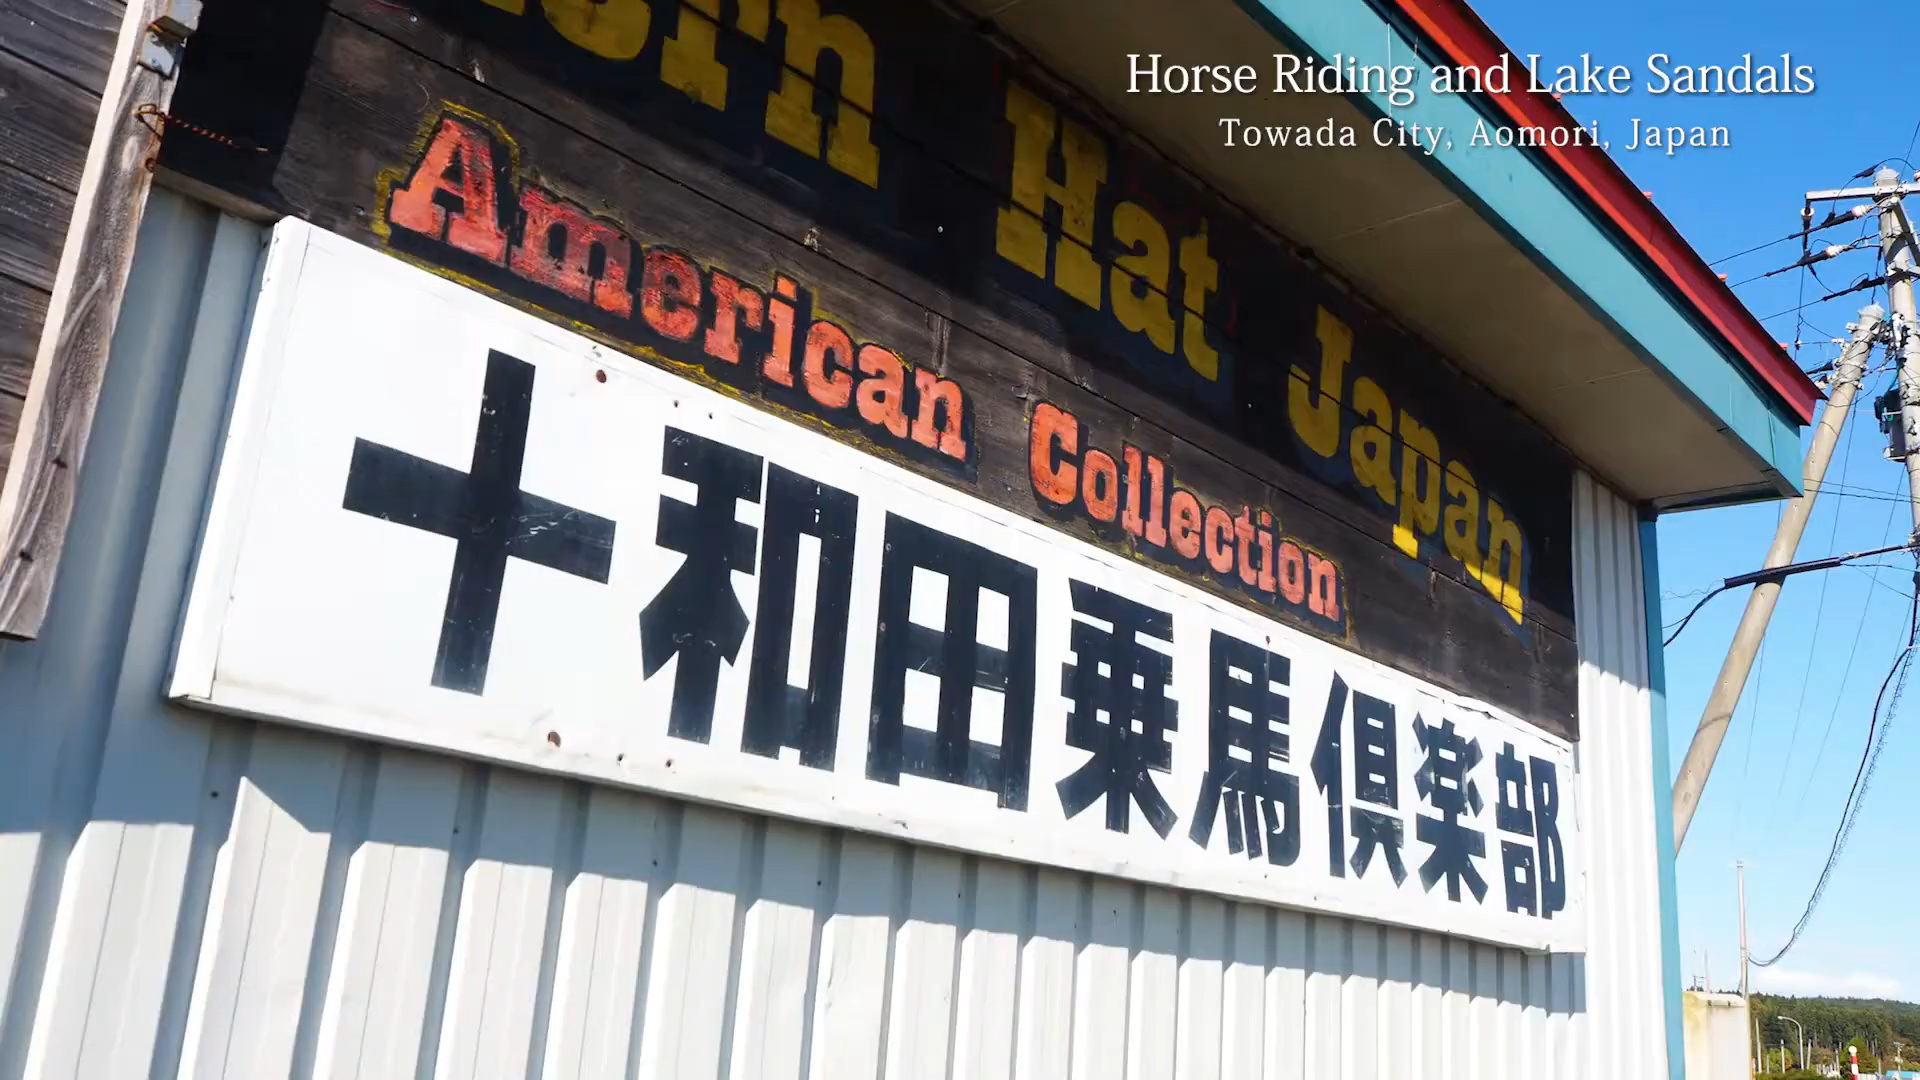 Horse Riding and Lake Sandals
Towada City, Aomori, Japan
Hat Japan
American Collection
十和田乗馬倶楽部